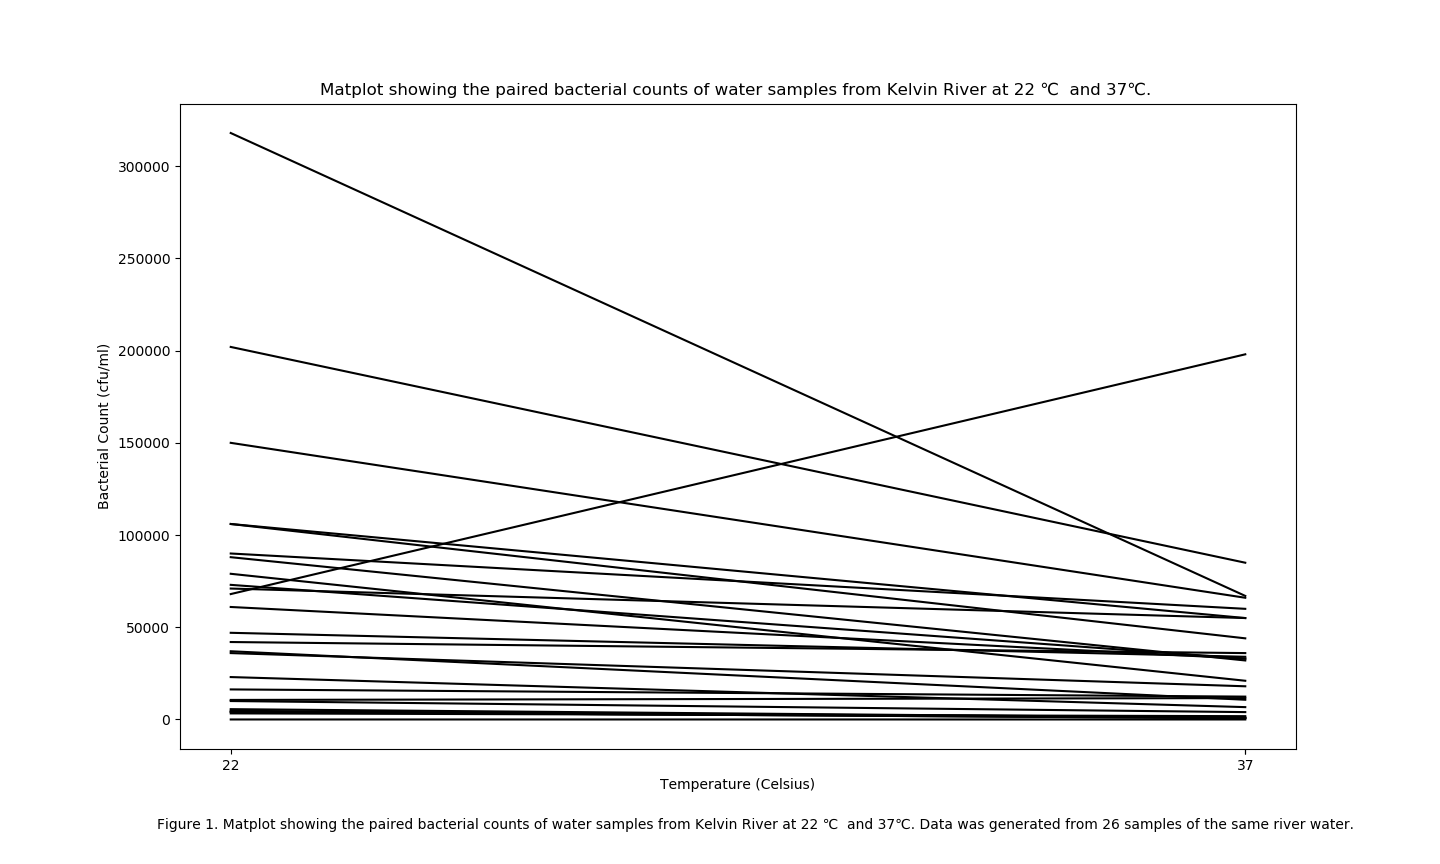 Matplot showing the paired bacterial counts of water samples from Kelvin River at 22 ℃  and 37℃.
300000
250000
200000
150000
100000
50000
0
Bacterial Count (cfu/ml)
22
37
Temperature (Celsius)
Figure 1. Matplot showing the paired bacterial counts of water samples from Kelvin River at 22 ℃  and 37℃. Data was generated from 26 samples of the same river water.